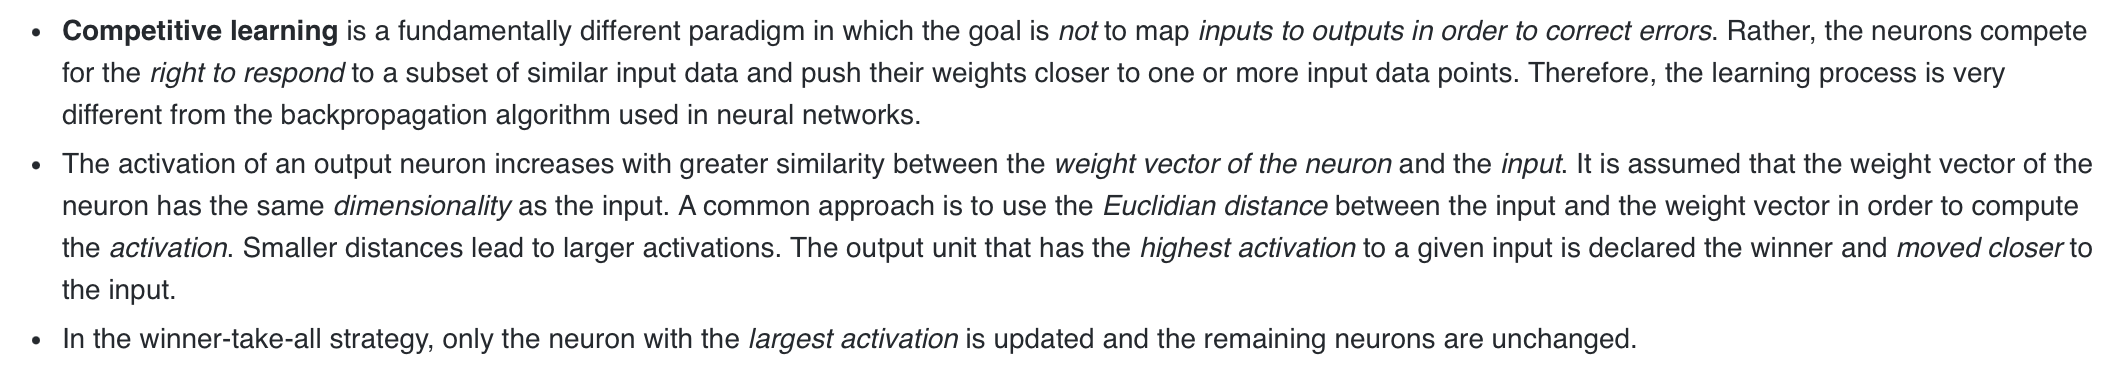 • Competitive learning is a fundamentally different paradigm in which the goal is not to map inputs to outputs in order to correct errors. Rather, the neurons compete
for the right to respond to a subset of similar input data and push their weights closer to one or more input data points. Therefore, the learning process is very
different from the backpropagation algorithm used in neural networks.
• The activation of an output neuron increases with greater similarity between the weight vector of the neuron and the input. It is assumed that the weight vector of the
neuron has the same dimensionality as the input. A common approach is to use the Euclidian distance between the input and the weight vector in order to compute
the activation. Smaller distances lead to larger activations. The output unit that has the highest activation to a given input is declared the winner and moved closer to
the input.
• In the winner-take-all strategy, only the neuron with the largest activation is updated and the remaining neurons are unchanged.